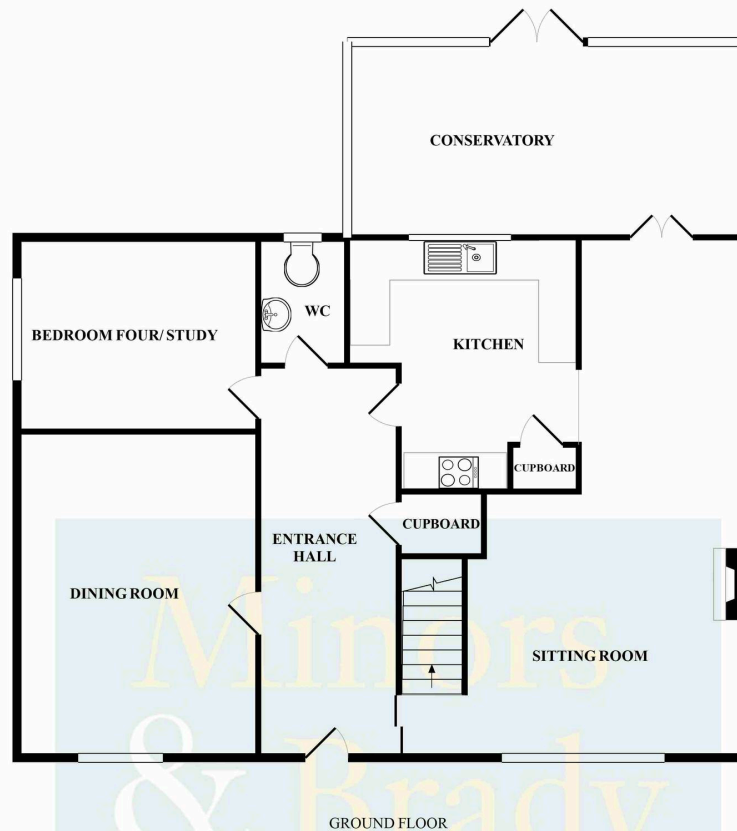 CONSERVATORY
BEDROOM FOUR/ STUDY
WC
KITCHEN
CUPBOARD
CUPBOARD
ENTRANCE
HALL
DINING ROOM
SITTING ROOM
Minors
& Brady
GROUND FLOOR